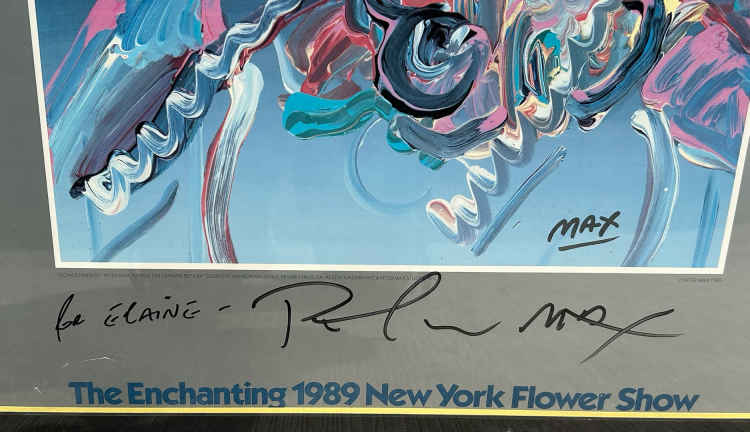 MAX
for ELAINE - Peter MAX
The Enchanting 1989 New York Flower Show